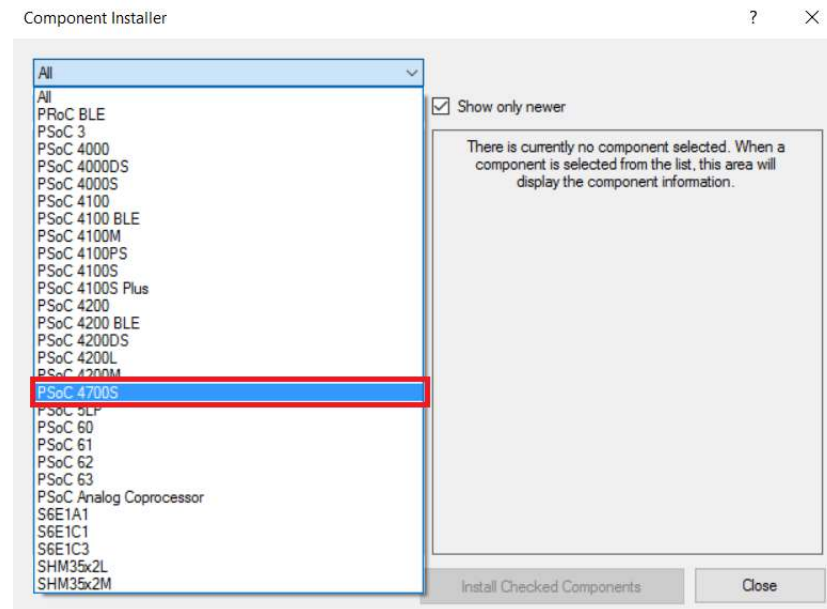 Component Installer
? X
All
All
PRoC BLE
PSoC 3
PSoC 4000
PSoC 4000DS
PSoC 4000S
PSoC 4100
PSoC 4100 BLE
PSoC 4100M
PSoC 4100PS
PSoC 4100S
PSoC 4100S Plus
PSoC 4200
PSoC 4200 BLE
PSoC 4200DS
PSoC 4200L
PSoC 4200M
PSoC 4700S
PSoC 5LP
PSoC 60
PSoC 61
PSoC 62
PSoC 63
PSoC Analog Coprocessor
S6E1A1
S6E1C1
S6E1C3
SHM35x2L
SHM35x2M
Show only newer
There is currently no component selected. When a
component is selected from the list, this area will
display the component information.
Install Checked Components
Close